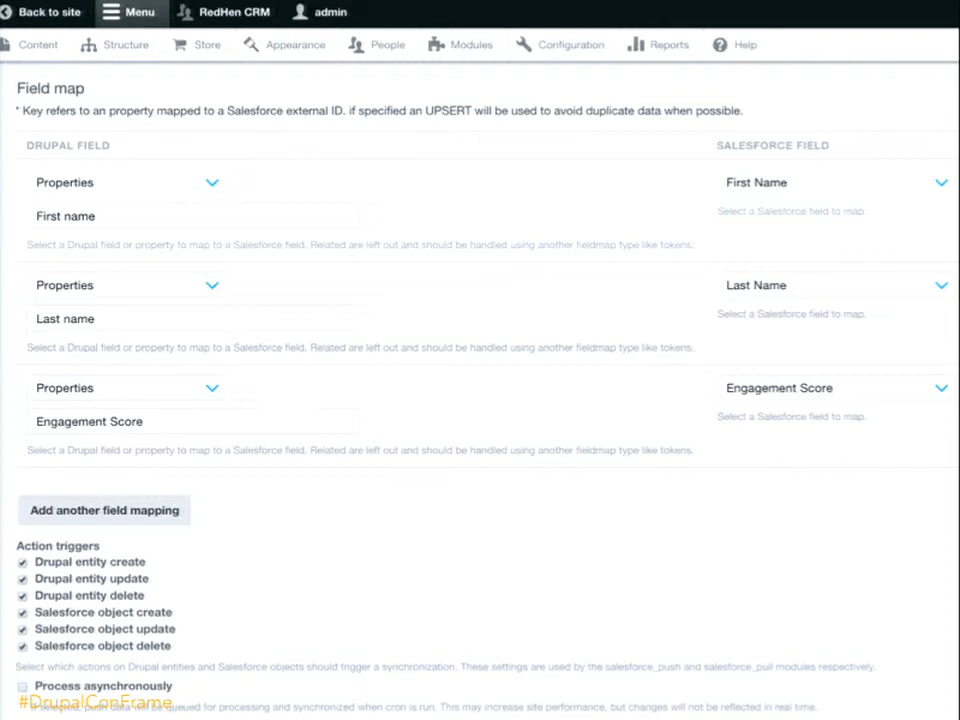 Back to site Menu RedHen CRM admin
Content Structure Store Appearance People Modules Configuration Reports Help
Field map
* Key refers to an property mapped to a Salesforce external ID. if specified an UPSERT will be used to avoid duplicate data when possible.
DRUPAL FIELD SALESFORCE FIELD
Properties First Name
First name Select a Salesforce field to map.
Select a Drupal field or property to map to a Salesforce field. Related are left out and should be handled using another fieldmap type like tokens.
Properties Last Name
Last name Select a Salesforce field to map.
Select a Drupal field or property to map to a Salesforce field. Related are left out and should be handled using another fieldmap type like tokens.
Properties Engagement Score
Engagement Score Select a Salesforce field to map.
Select a Drupal field or property to map to a Salesforce field. Related are left out and should be handled using another fieldmap type like tokens.
Add another field mapping
Action triggers
Drupal entity create
Drupal entity update
Drupal entity delete
Salesforce object create
Salesforce object update
Salesforce object delete
Select which actions on Drupal entities and Salesforce objects should trigger a synchronization. These settings are used by the salesforce_push and salesforce_pull modules respectively.
Process asynchronously
#DrupalConFrame
If selected, push data will be queued for processing and synchronized when cron is run. This may increase site performance, but changes will not be reflected in real time.